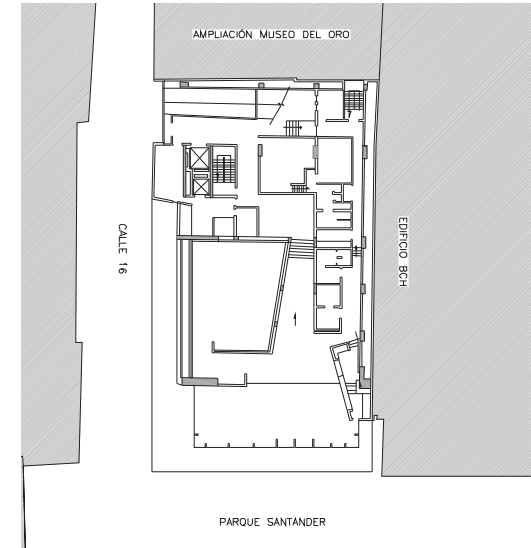 AMPLIACIÓN MUSEO DEL ORO
CALLE 16
EDIFICIO BCH
PARQUE SANTANDER